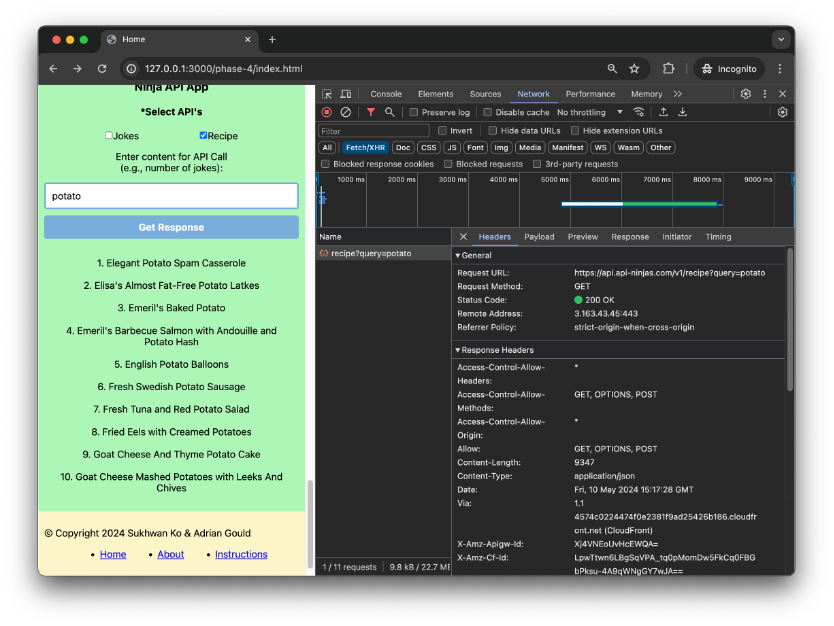 Home
127.0.0.1:3000/phase-4/index.html
Incognito
Ninja API App
*Select API's
Jokes
Recipe
Enter content for API Call
(e.g., number of jokes):
potato
Get Response
1. Elegant Potato Spam Casserole
2. Elisa's Almost Fat-Free Potato Latkes
3. Emeril's Baked Potato
4. Emeril's Barbecue Salmon with Andouille and
Potato Hash
5. English Potato Balloons
6. Fresh Swedish Potato Sausage
7. Fresh Tuna and Red Potato Salad
8. Fried Eels with Creamed Potatoes
9. Goat Cheese And Thyme Potato Cake
10. Goat Cheese Mashed Potatoes with Leeks And
Chives
© Copyright 2024 Sukhwan Ko & Adrian Gould
• Home • About • Instructions
Console Elements Sources Network Performance Memory
Preserve log Disable cache No throttling
Filter Invert Hide data URLs Hide extension URLs
All Fetch/XHR Doc CSS JS Font Img Media Manifest WS Wasm Other
Blocked response cookies Blocked requests 3rd-party requests
1000 ms 2000 ms 3000 ms 4000 ms 5000 ms 6000 ms 7000 ms 8000 ms 9000 ms
Name
recipe?query=potato
1 / 11 requests 9.8 kB / 22.7 ME
Headers Payload Preview Response Initiator Timing
General
Request URL: https://api.api-ninjas.com/v1/recipe?query=potato
Request Method: GET
Status Code: 200 OK
Remote Address: 3.163.43.45:443
Referrer Policy: strict-origin-when-cross-origin
Response Headers
Access-Control-Allow- *
Headers:
Access-Control-Allow- GET, OPTIONS, POST
Methods:
Access-Control-Allow- *
Origin:
Allow: GET, OPTIONS, POST
Content-Length: 9347
Content-Type: application/json
Date: Fri, 10 May 2024 15:17:28 GMT
Via: 1.1
4574c0224474f0e2381f9ad25426b186.cloudfr
ont.net (CloudFront)
X-Amz-Apigw-Id: Xj4VNEoUvHcEWQA=
X-Amz-Cf-Id: LpwTtwn6LBgSqVPA_tq0pMomDw5FkCq0FBG
bPksu-4A9qWNgGY7wJA==